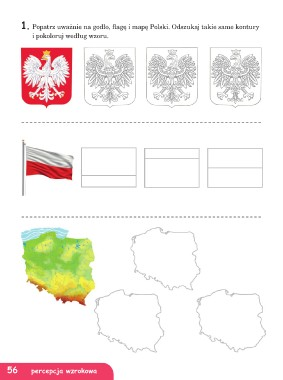 1. Popatrz uważnie na godło, flagę i mapę Polski. Odszukaj takie same kontury
i pokoloruj według wzoru.
56 percepcja wzrokowa